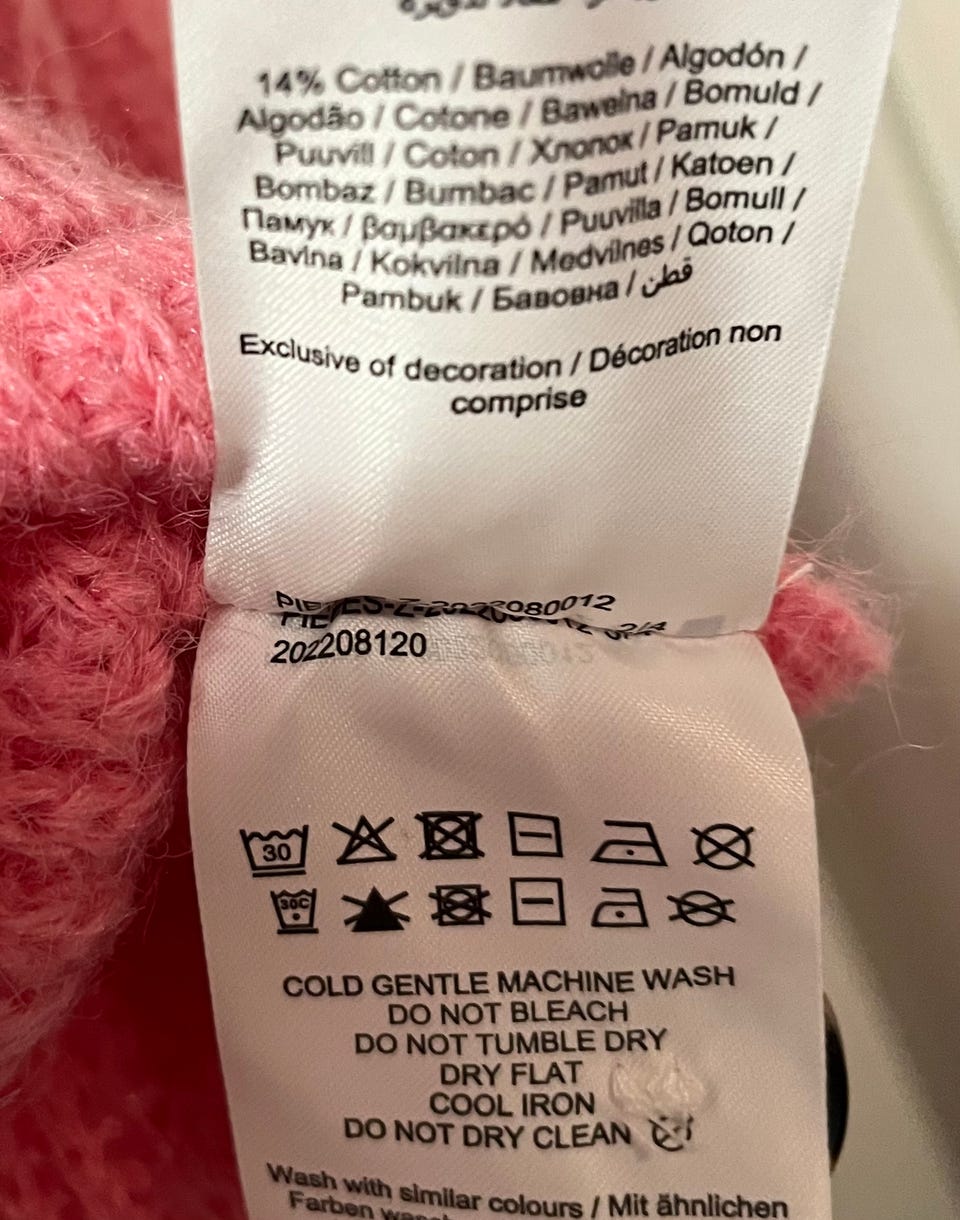 14% Cotton / Baumwolle / Algodón /
Algodão / Cotone / Bawełna / Bomuld /
Puuvill / Coton / Хлопок / Pamuk /
Bombaz / Bumbac / Pamut / Katoen /
Памук / βαμβακερό / Puuvilla / Bomull /
Bavlna / Kokvilna / Medvilnes / Qoton /
Pambuk / Бавовна / قطن
Exclusive of decoration / Décoration non
comprise
202208120
30
30C
COLD GENTLE MACHINE WASH
DO NOT BLEACH
DO NOT TUMBLE DRY
DRY FLAT
COOL IRON
DO NOT DRY CLEAN
Wash with similar colours / Mit ähnlichen
Farben